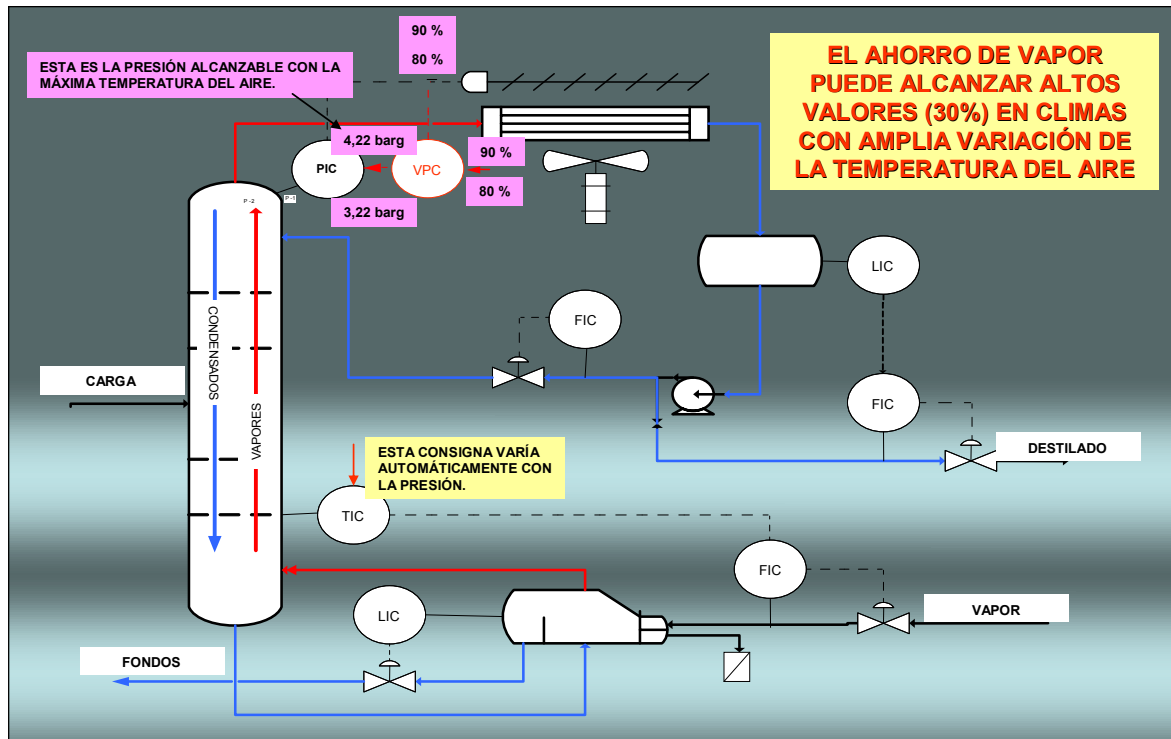 90 %
80 %
ESTA ES LA PRESIÓN ALCANZABLE CON LA
MÁXIMA TEMPERATURA DEL AIRE.
EL AHORRO DE VAPOR
PUEDE ALCANZAR ALTOS
VALORES (30%) EN CLIMAS
CON AMPLIA VARIACIÓN DE
LA TEMPERATURA DEL AIRE
4,22 barg
PIC
VPC
90 %
80 %
3,22 barg
P -2
P -1
LIC
FIC
CONDENSADOS
VAPORES
CARGA
FIC
DESTILADO
ESTA CONSIGNA VARÍA
AUTOMÁTICAMENTE CON
LA PRESIÓN.
TIC
FIC
LIC
VAPOR
FONDOS